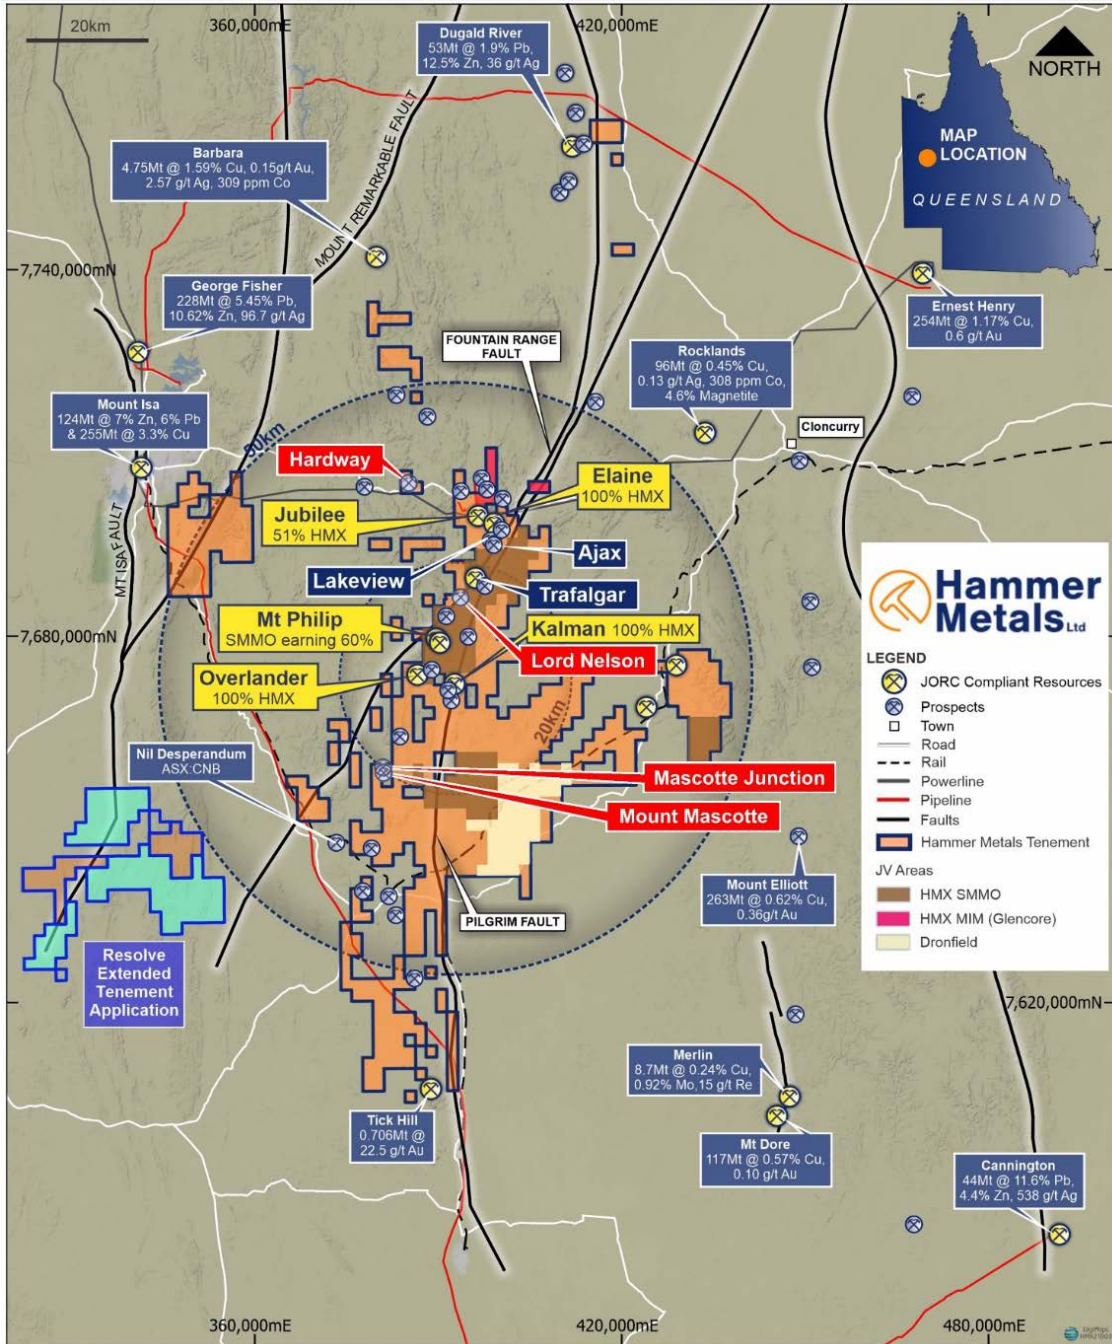 20km
360,000mE
420,000mE
Dugald River
53Mt @ 1.9% Pb,
12.5% Zn, 36 g/t Ag
NORTH
MAP
LOCATION
QUEENSLAND
Barbara
4.75Mt @ 1.59% Cu, 0.15g/t Au,
2.57 g/t Ag, 309 ppm Co
MOUNT REMARKABLE FAULT
7,740,000mN
George Fisher
228Mt @ 5.45% Pb,
10.62% Zn, 96.7 g/t Ag
Ernest Henry
254Mt @ 1.17% Cu,
0.6 g/t Au
FOUNTAIN RANGE
FAULT
Rocklands
96Mt @ 0.45% Cu,
0.13 g/t Ag, 308 ppm Co,
4.6% Magnetite
Mount Isa
124Mt @ 7% Zn, 6% Pb
& 255Mt @ 3.3% Cu
50km
Cloncurry
Hardway
Elaine
100% HMX
Jubilee
51% HMX
MT ISA FAULT
Ajax
Lakeview
Trafalgar
Mt Philip
SMMO earning 60%
Kalman 100% HMX
7,680,000mN
Lord Nelson
Overlander
100% HMX
20km
Nil Desperandum
ASX:CNB
Mascotte Junction
Mount Mascotte
Hammer
Metals Ltd
LEGEND
JORC Compliant Resources
Prospects
Town
Road
Rail
Powerline
Pipeline
Faults
Hammer Metals Tenement
JV Areas
HMX SMMO
HMX MIM (Glencore)
Dronfield
Mount Elliott
263Mt @ 0.62% Cu,
0.36g/t Au
PILGRIM FAULT
Resolve
Extended
Tenement
Application
7,620,000mN
Merlin
8.7Mt @ 0.24% Cu,
0.92% Mo,15 g/t Re
Tick Hill
0.706Mt @
22.5 g/t Au
Mt Dore
117Mt @ 0.57% Cu,
0.10 g/t Au
Cannington
44Mt @ 11.6% Pb,
4.4% Zn, 538 g/t Ag
360,000mE
420,000mE
480,000mE